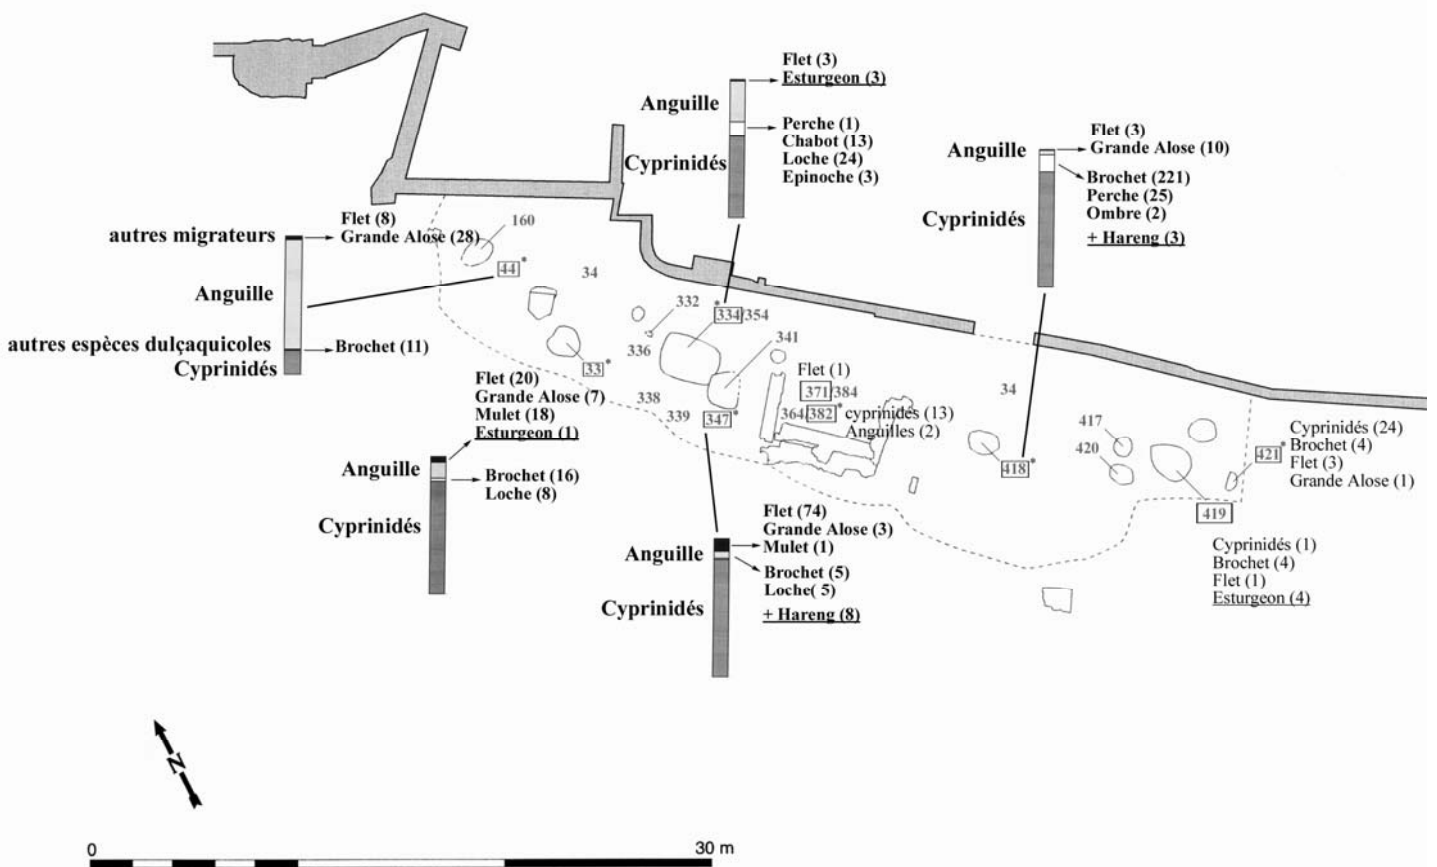 Flet (3)
Esturgeon (3)
Anguille
Perche (1)
Chabot (13)
Cyprinidés
Loche (24)
Epinoche (3)
Flet (3)
Anguille
Grande Alose (10)
Brochet (221)
Perche (25)
Cyprinidés
Ombre (2)
+ Hareng (3)
Flet (8)
160
autres migrateurs
Grande Alose (28)
44*
34
Anguille
332
*
334/354
336
341
autres espèces dulçaquicoles
Brochet (11)
Cyprinidés
33*
Flet (1)
371/384
34
338
339
347*
364/382*
cyprinidés (13)
Anguilles (2)
Flet (20)
Grande Alose (7)
Mulet (18)
Esturgeon (1)
Anguille
Brochet (16)
Loche (8)
Cyprinidés
417
420
418*
421*
Cyprinidés (24)
Brochet (4)
Flet (3)
Grande Alose (1)
419
Cyprinidés (1)
Brochet (4)
Flet (1)
Esturgeon (4)
Flet (74)
Grande Alose (3)
Anguille
Mulet (1)
Brochet (5)
Loche( 5)
Cyprinidés
+ Hareng (8)
N
0
30 m